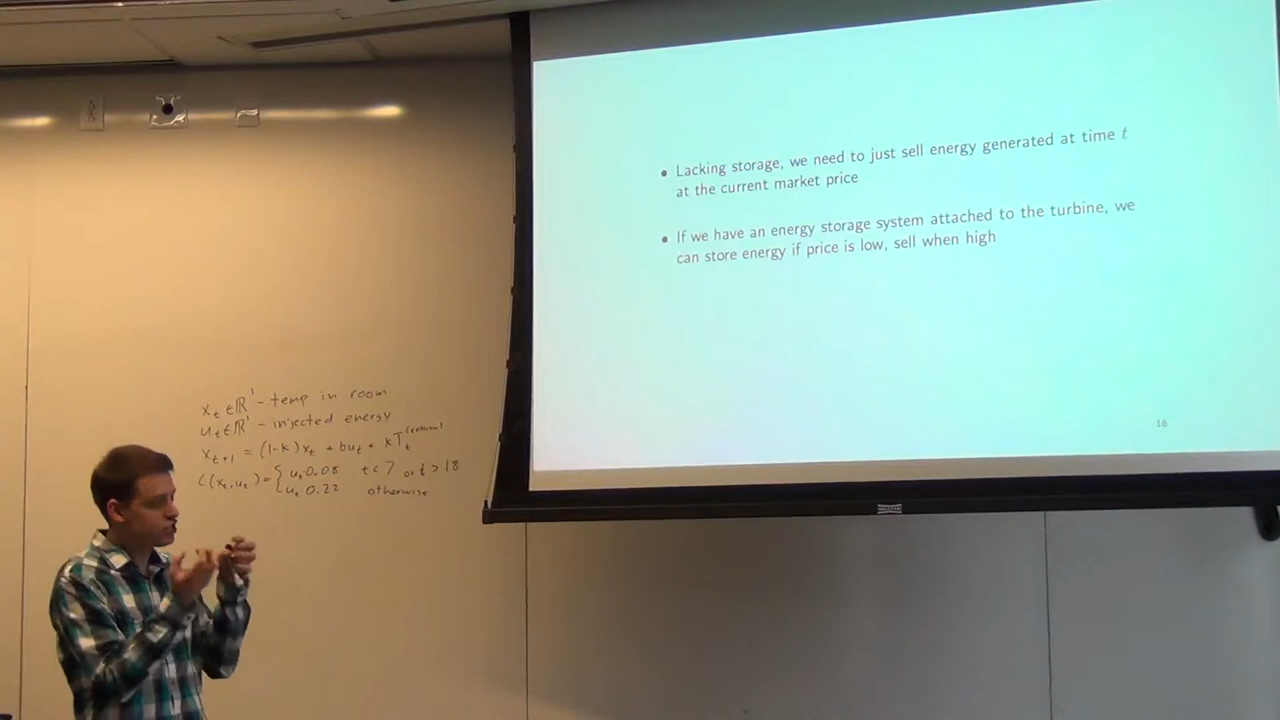 • Lacking storage, we need to just sell energy generated at time t
at the current market price
• If we have an energy storage system attached to the turbine, we
can store energy if price is low, sell when high
16
x_t ∈ ℝ^1 - temp in room
u_t ∈ ℝ^1 - injected energy
x_{t+1} = (1-k)x_t + bu_t + kT_t
C(x_t, u_t) = { u_t 0.08 t < 7 or t > 18
u_t 0.22 otherwise